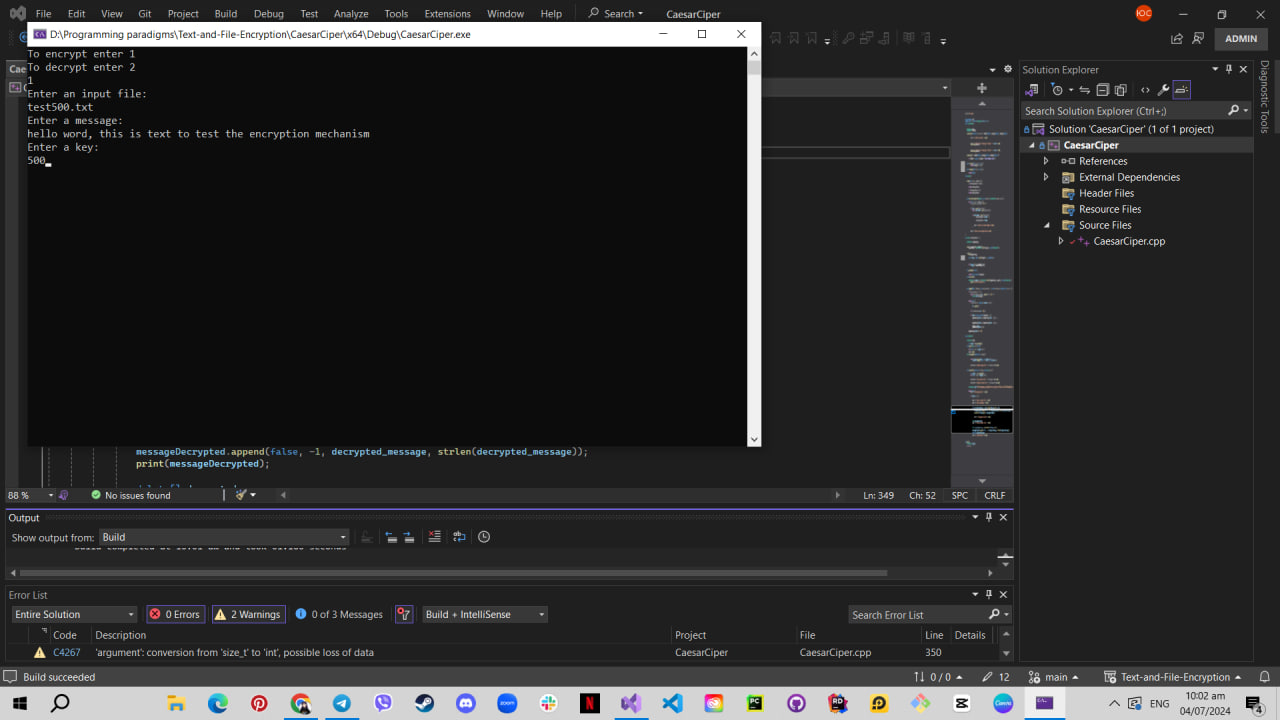 File Edit View Git Project Build Debug Test Analyze Tools Extensions Window Help Search CaesarCiper ЮС
D:\Programming paradigms\Text-and-File-Encryption\CaesarCiper\x64\Debug\CaesarCiper.exe
ADMIN
To encrypt enter 1
To decrypt enter 2
1
Enter an input file:
test500.txt
Enter a message:
hello word, this is text to test the encryption mechanism
Enter a key:
500
Solution Explorer
Search Solution Explorer (Ctrl+;)
Solution 'CaesarCiper' (1 of 1 project)
CaesarCiper
References
External Dependencies
Header Files
Resource Files
Source Files
CaesarCiper.cpp
Diagnostic Tools
messageDecrypted.append(false, -1, decrypted_message, strlen(decrypted_message));
print(messageDecrypted);
88 % No issues found Ln: 349 Ch: 52 SPC CRLF
Output
Show output from: Build
Error List
Entire Solution 0 Errors 2 Warnings 0 of 3 Messages Build + IntelliSense Search Error List
Code Description Project File Line Details
C4267 'argument': conversion from 'size_t' to 'int', possible loss of data CaesarCiper CaesarCiper.cpp 350
Build succeeded 0 / 0 12 main Text-and-File-Encryption
zoom N PC ENG 10:02 am
04/07/2024 4